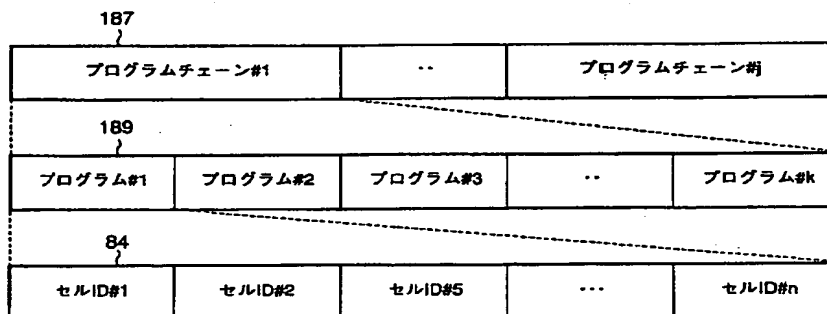 187
プログラムチェーン#1 ・・ プログラムチェーン#j
189
プログラム#1 プログラム#2 プログラム#3 ・・ プログラム#k
84
セルID#1 セルID#2 セルID#5 ・・・ セルID#n